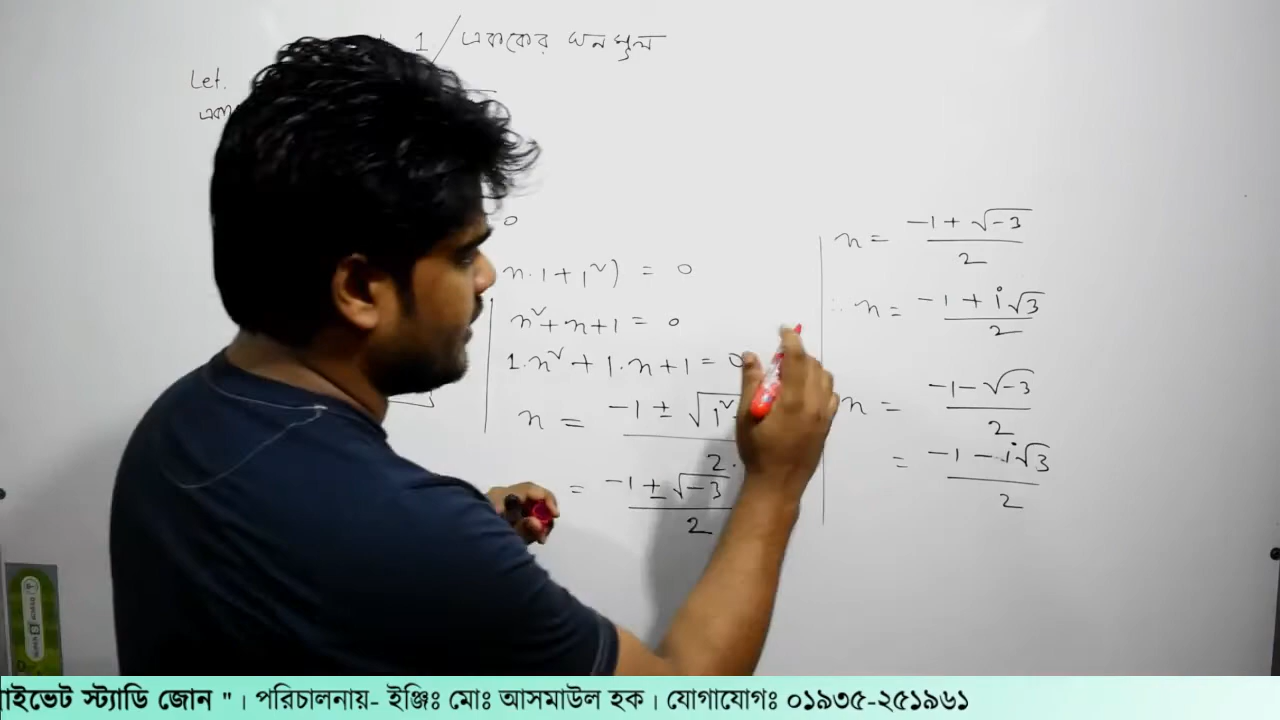 1 / এককের ঘনমূল
Let.
0
x.1 + 1²) = 0
x² + x + 1 = 0
1.x² + 1.x + 1 = 0
x = -1 ± √1²
2.
= -1 ± √-3 / 2
x = -1 + √-3 / 2
∴ x = -1 + i√3 / 2
x = -1 - √-3 / 2
= -1 - i√3 / 2
াইভেট স্ট্যাডি জোন " । পরিচালনায়- ইঞ্জিঃ মোঃ আসমাউল হক । যোগাযোগঃ ০১৯৩৫-২৫১৯৬১